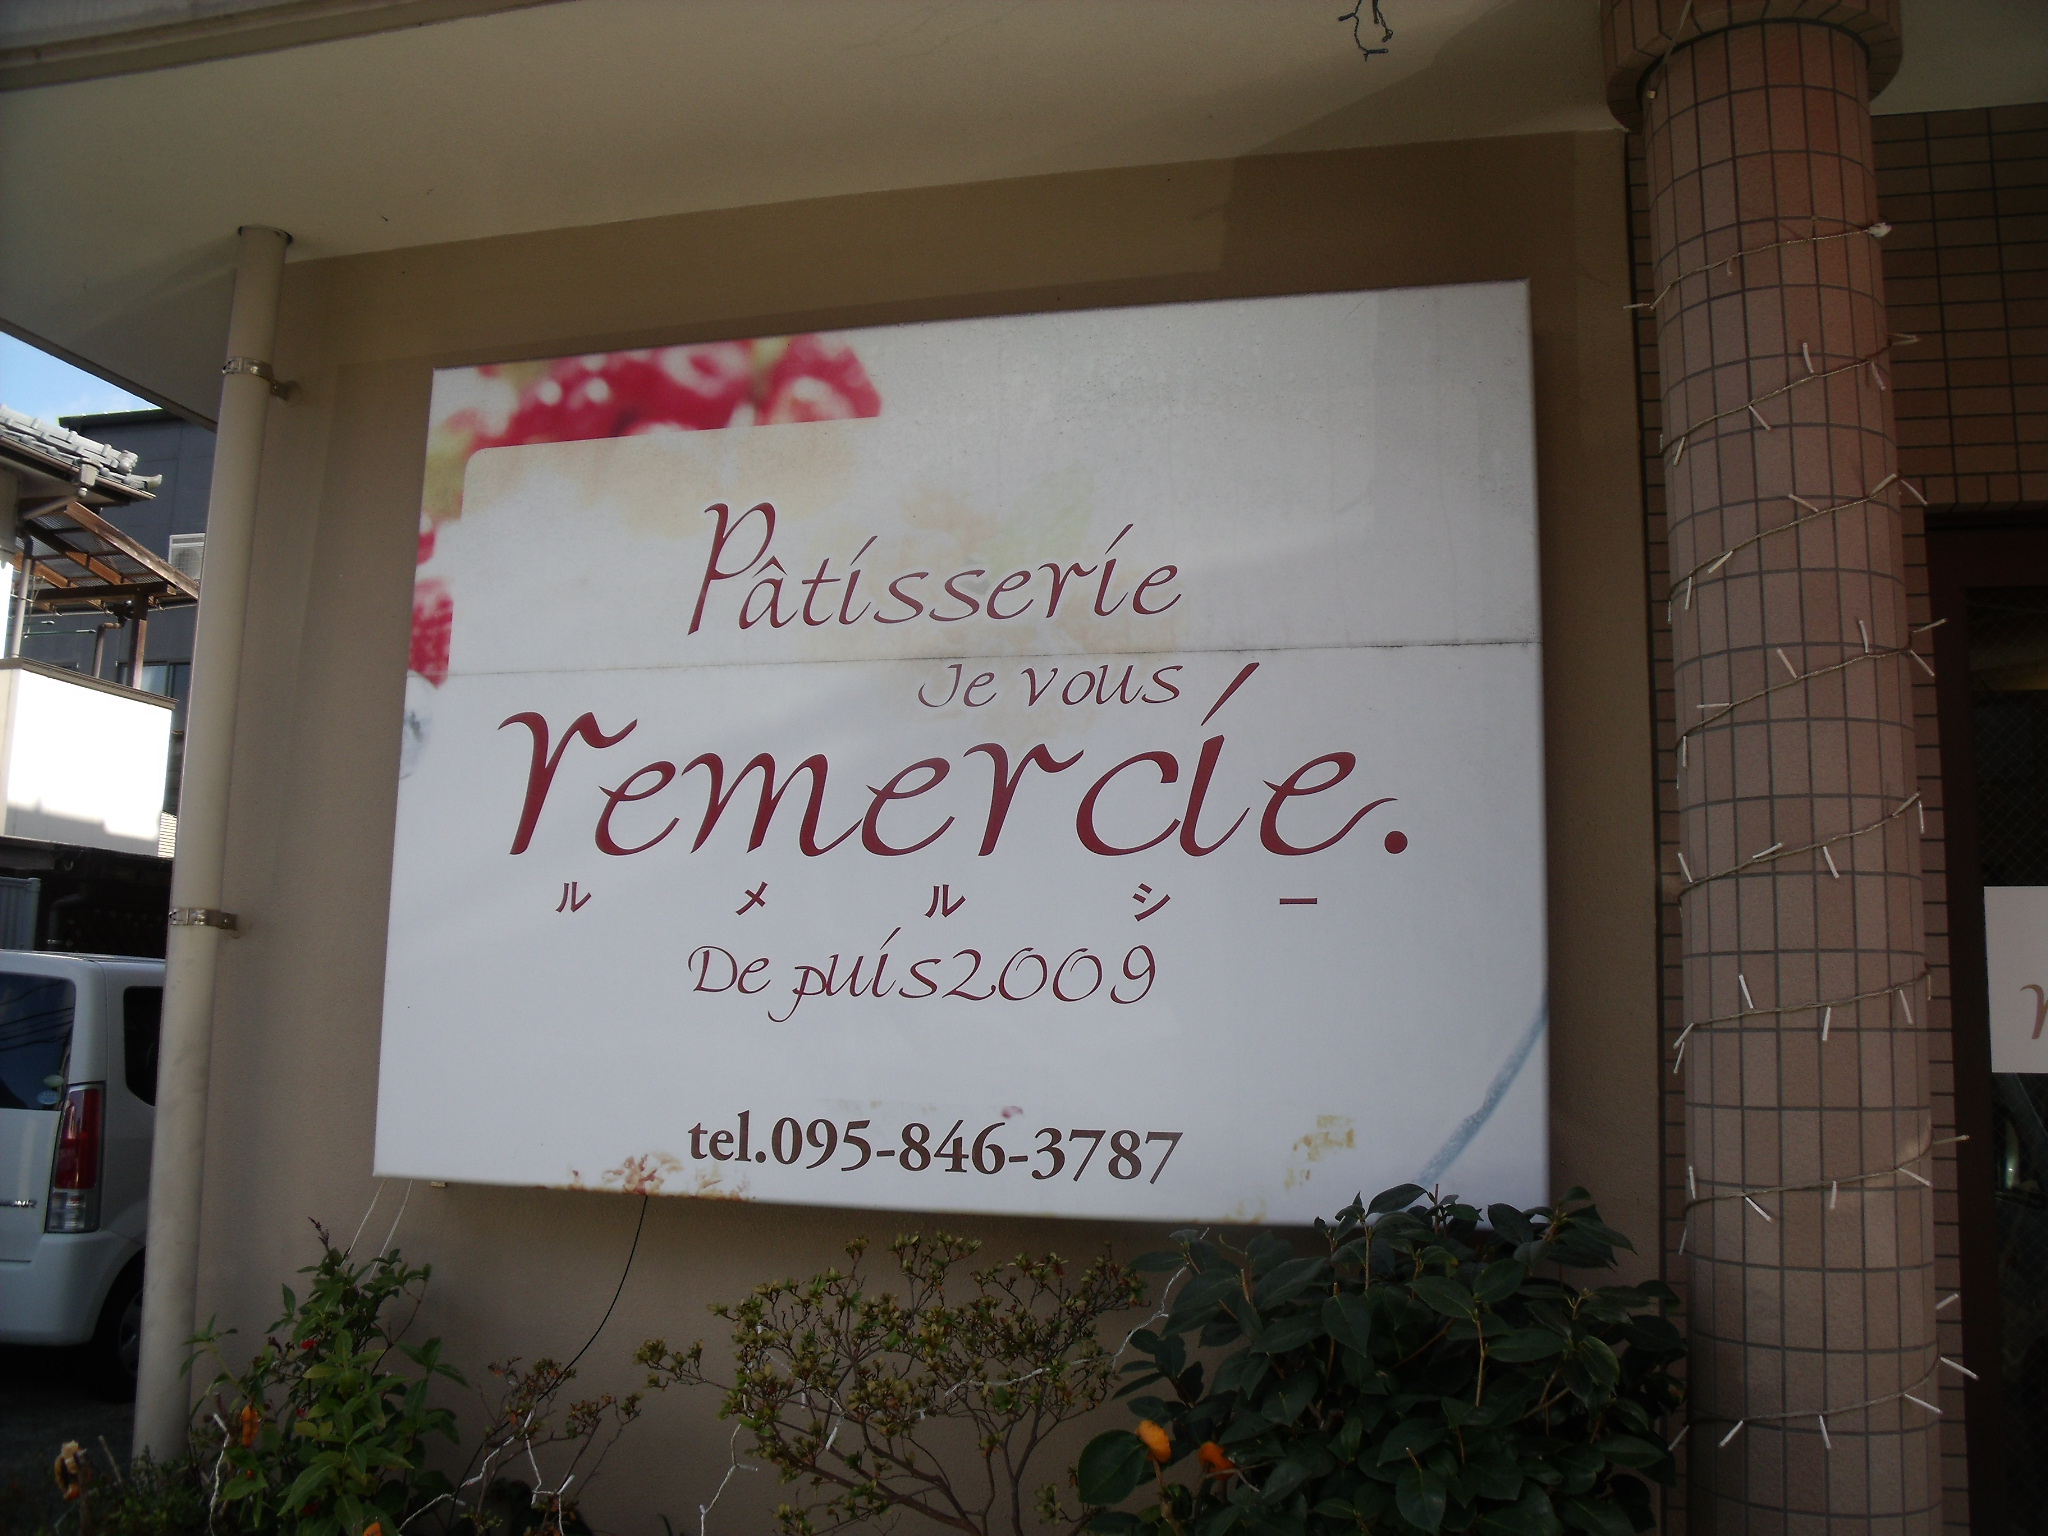 Pâtisserie
Je vous
remercie.
ルメルシー
De puis2009
tel.095-846-3787